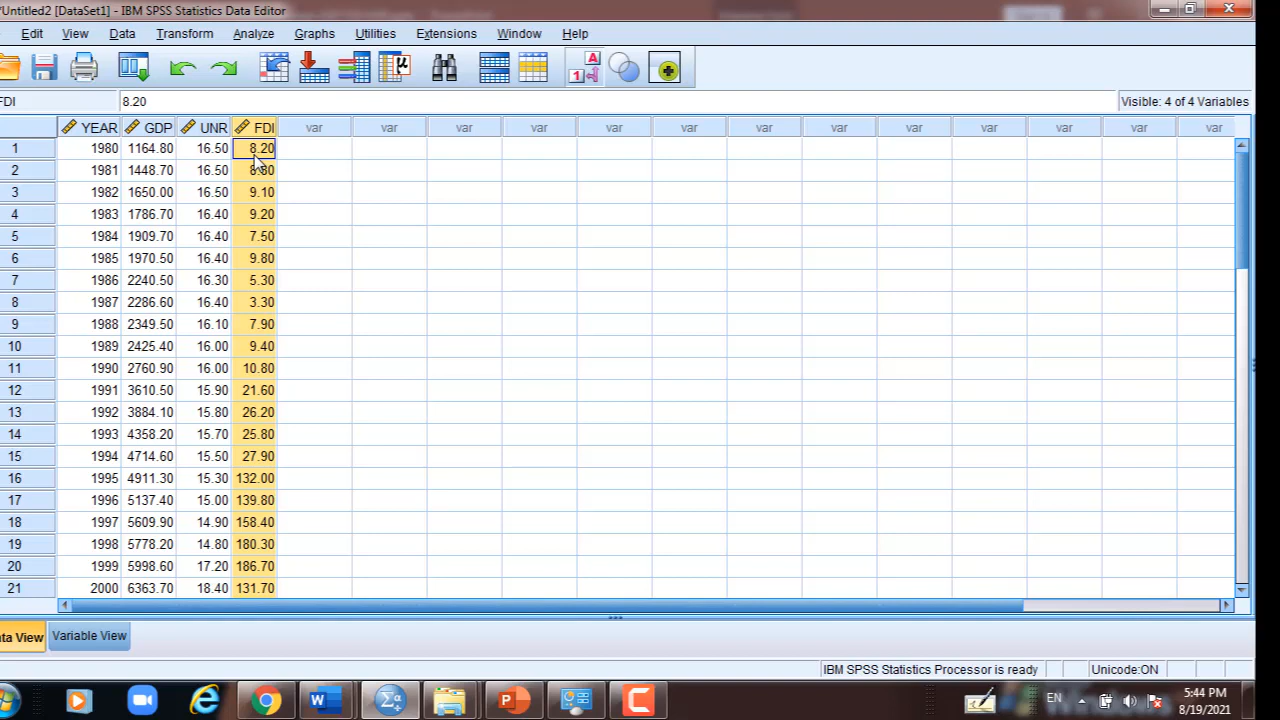 Untitled2 [DataSet1] - IBM SPSS Statistics Data Editor
Edit View Data Transform Analyze Graphs Utilities Extensions Window Help
A
1
μ
FDI 8.20 Visible: 4 of 4 Variables
YEAR GDP UNR FDI var var var var var var var var var var var var var
1 1980 1164.80 16.50 8.20
2 1981 1448.70 16.50 8.80
3 1982 1650.00 16.50 9.10
4 1983 1786.70 16.40 9.20
5 1984 1909.70 16.40 7.50
6 1985 1970.50 16.40 9.80
7 1986 2240.50 16.30 5.30
8 1987 2286.60 16.40 3.30
9 1988 2349.50 16.10 7.90
10 1989 2425.40 16.00 9.40
11 1990 2760.90 16.00 10.80
12 1991 3610.50 15.90 21.60
13 1992 3884.10 15.80 26.20
14 1993 4358.20 15.70 25.80
15 1994 4714.60 15.50 27.90
16 1995 4911.30 15.30 132.00
17 1996 5137.40 15.00 139.80
18 1997 5609.90 14.90 158.40
19 1998 5778.20 14.80 180.30
20 1999 5998.60 17.20 186.70
21 2000 6363.70 18.40 131.70
ata View Variable View
IBM SPSS Statistics Processor is ready Unicode:ON
EN 5:44 PM
8/19/2021